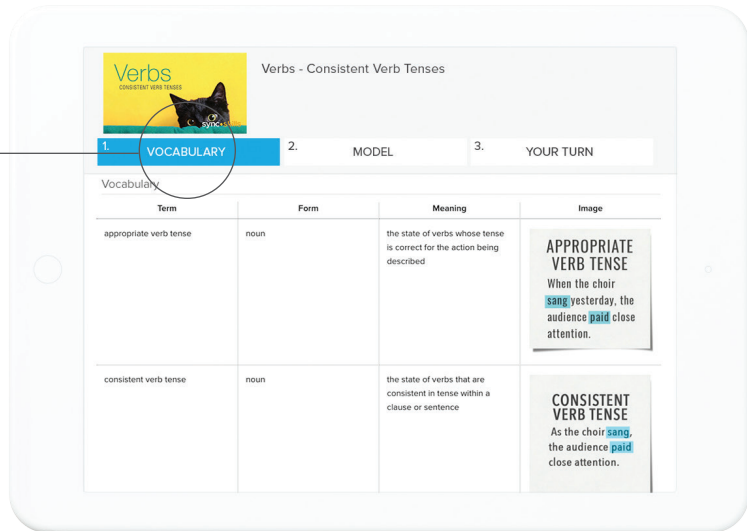 Verbs
CONSISTENT VERB TENSES
Verbs - Consistent Verb Tenses
1. VOCABULARY
2. MODEL
3. YOUR TURN
Vocabulary
Term Form Meaning Image
appropriate verb tense
noun
the state of verbs whose tense
is correct for the action being
described
APPROPRIATE
VERB TENSE
When the choir
sang yesterday, the
audience paid close
attention.
consistent verb tense
noun
the state of verbs that are
consistent in tense within a
clause or sentence
CONSISTENT
VERB TENSE
As the choir sang,
the audience paid
close attention.